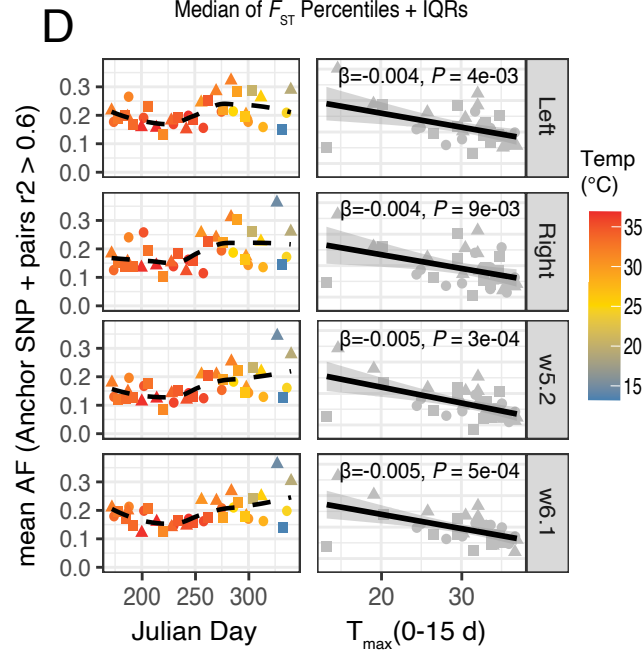 Median of F_ST Percentiles + IQRs
D
mean AF (Anchor SNP + pairs r2 > 0.6)
0.3
0.2
0.1
0.0
β=-0.004, P = 4e-03
Left
0.3
0.2
0.1
0.0
β=-0.004, P = 9e-03
Right
0.3
0.2
0.1
0.0
β=-0.005, P = 3e-04
w5.2
0.3
0.2
0.1
0.0
β=-0.005, P = 5e-04
w6.1
200 250 300
20 30
Julian Day
T_max(0-15 d)
Temp
(°C)
35
30
25
20
15